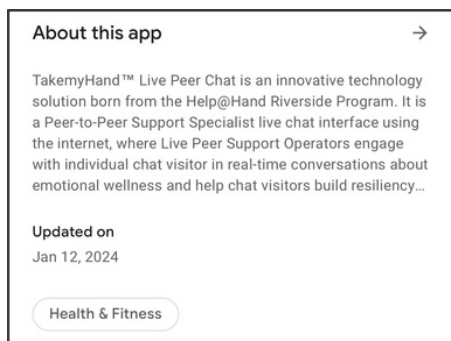 About this app
TakemyHand™ Live Peer Chat is an innovative technology
solution born from the Help@Hand Riverside Program. It is
a Peer-to-Peer Support Specialist live chat interface using
the internet, where Live Peer Support Operators engage
with individual chat visitor in real-time conversations about
emotional wellness and help chat visitors build resiliency...
Updated on
Jan 12, 2024
Health & Fitness